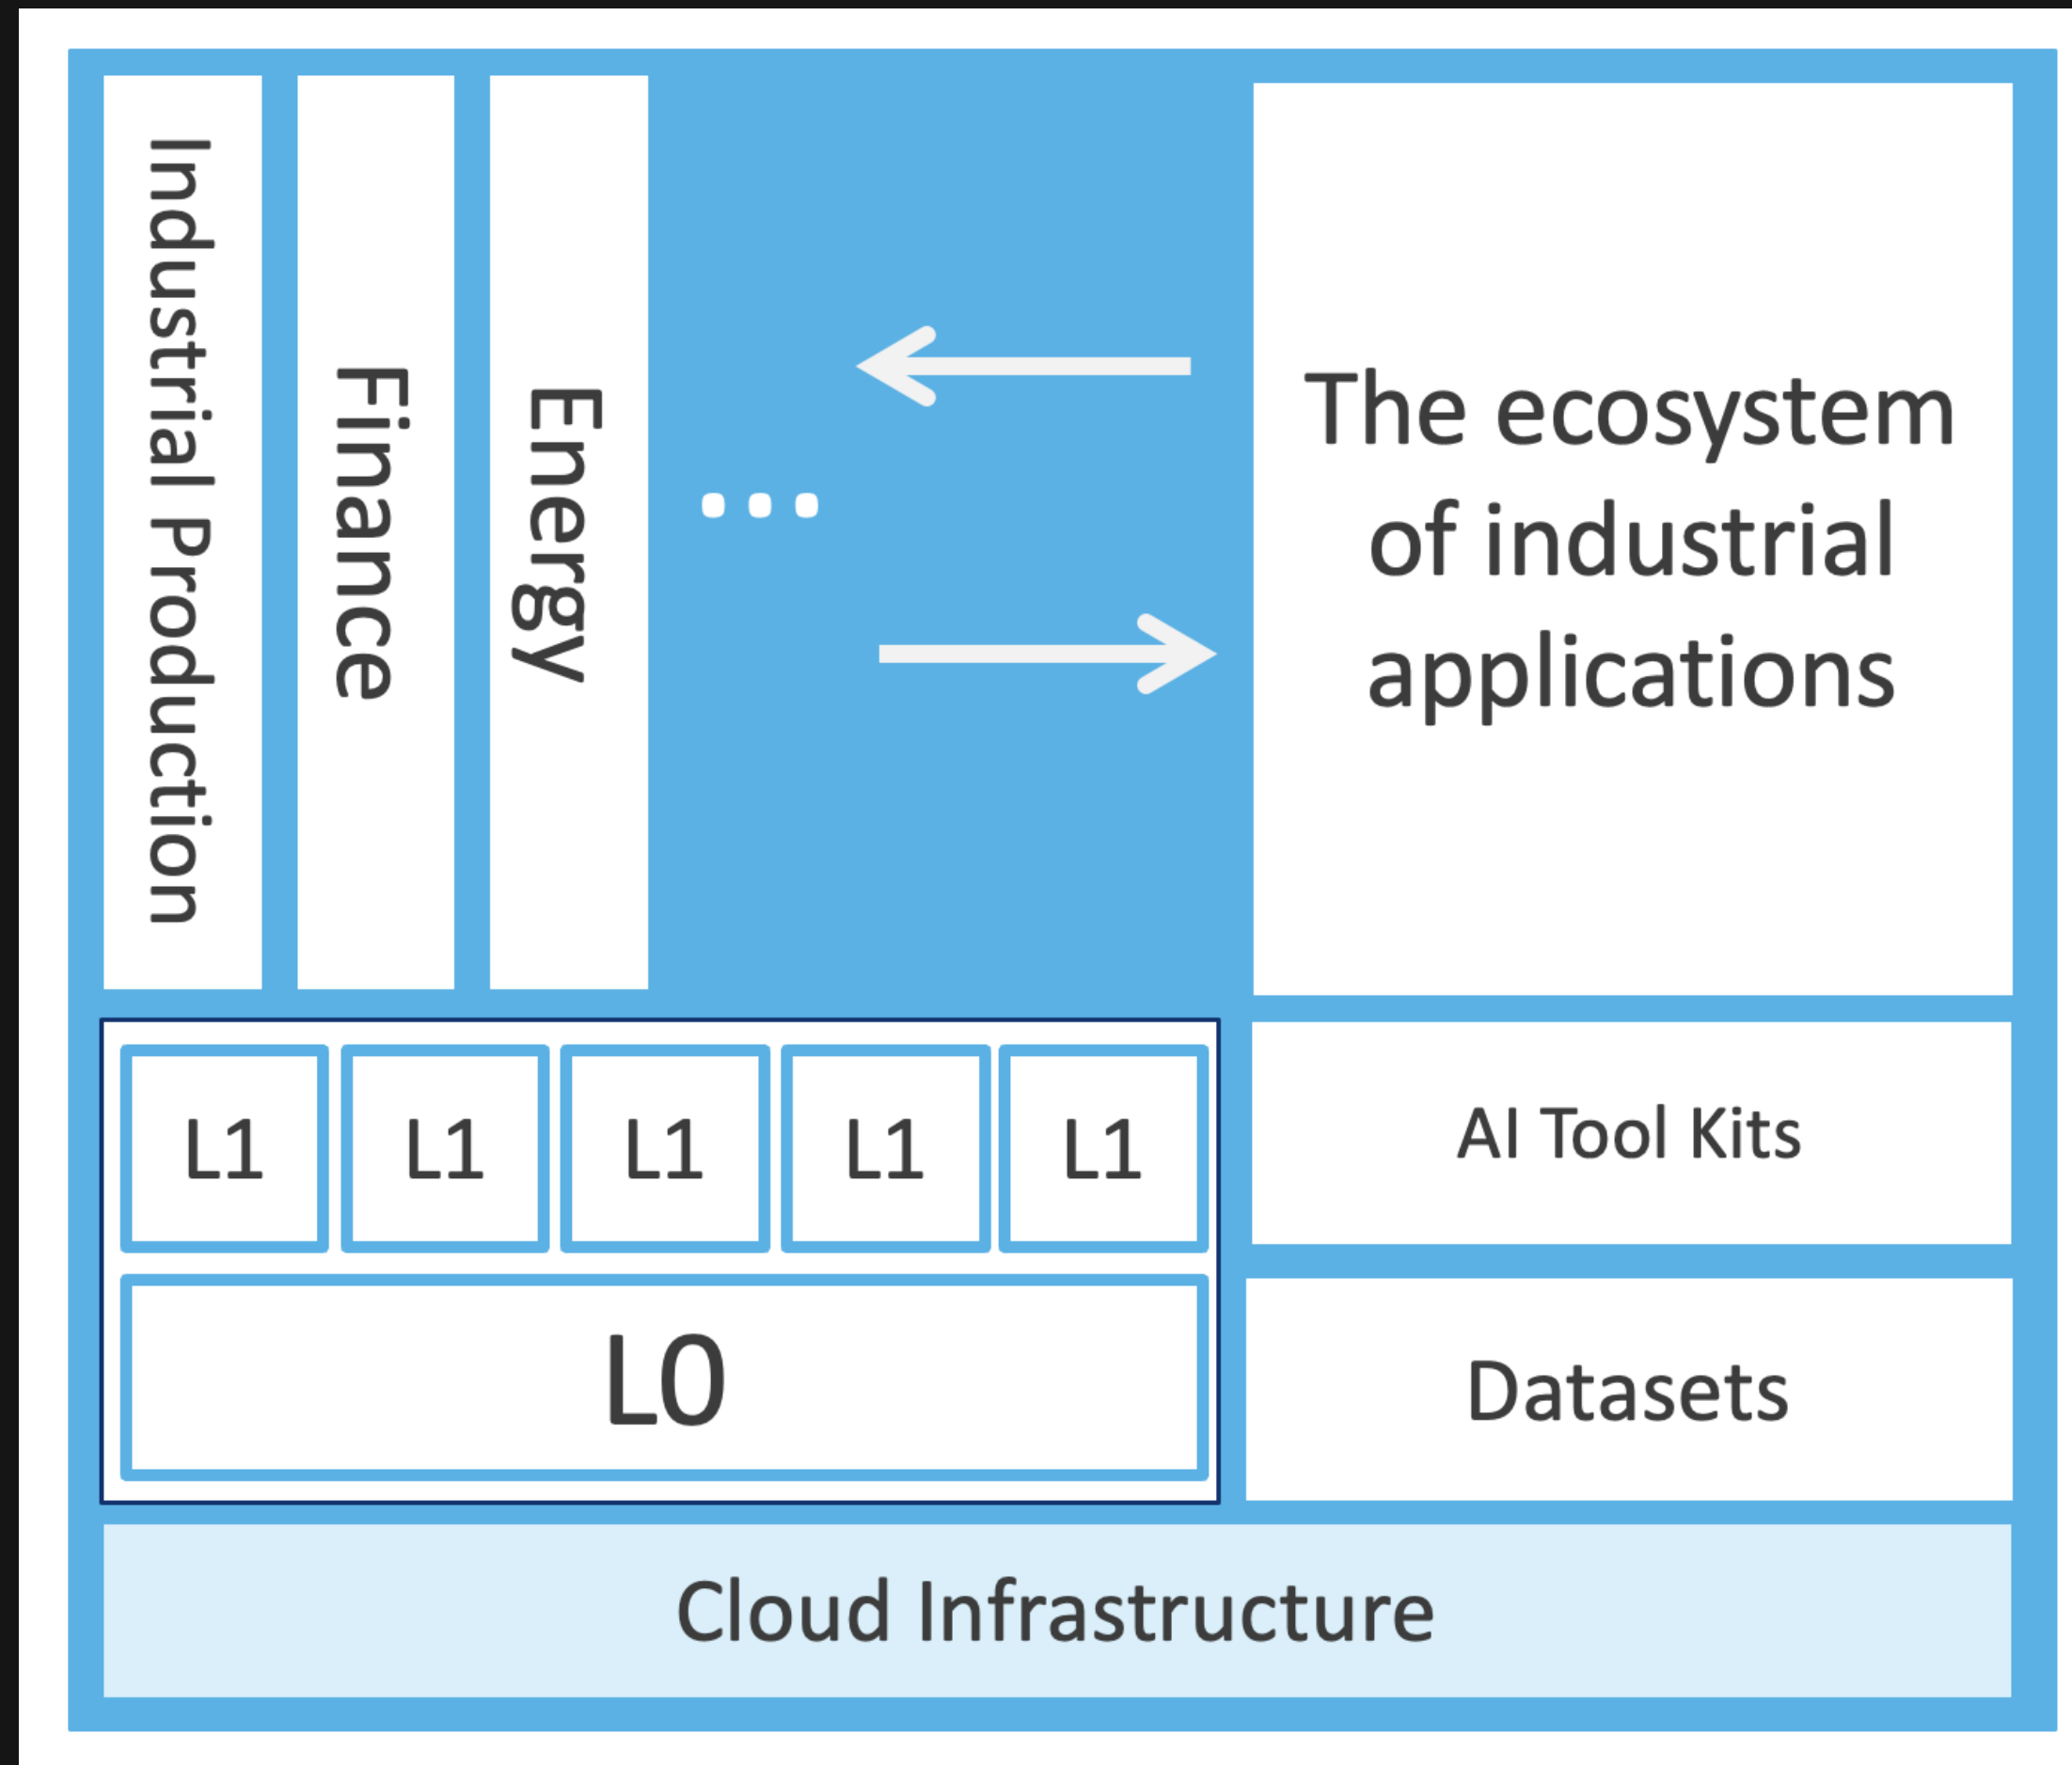 Industrial Production
Finance
Energy
...
The ecosystem
of industrial
applications
L1
L1
L1
L1
L1
AI Tool Kits
L0
Datasets
Cloud Infrastructure